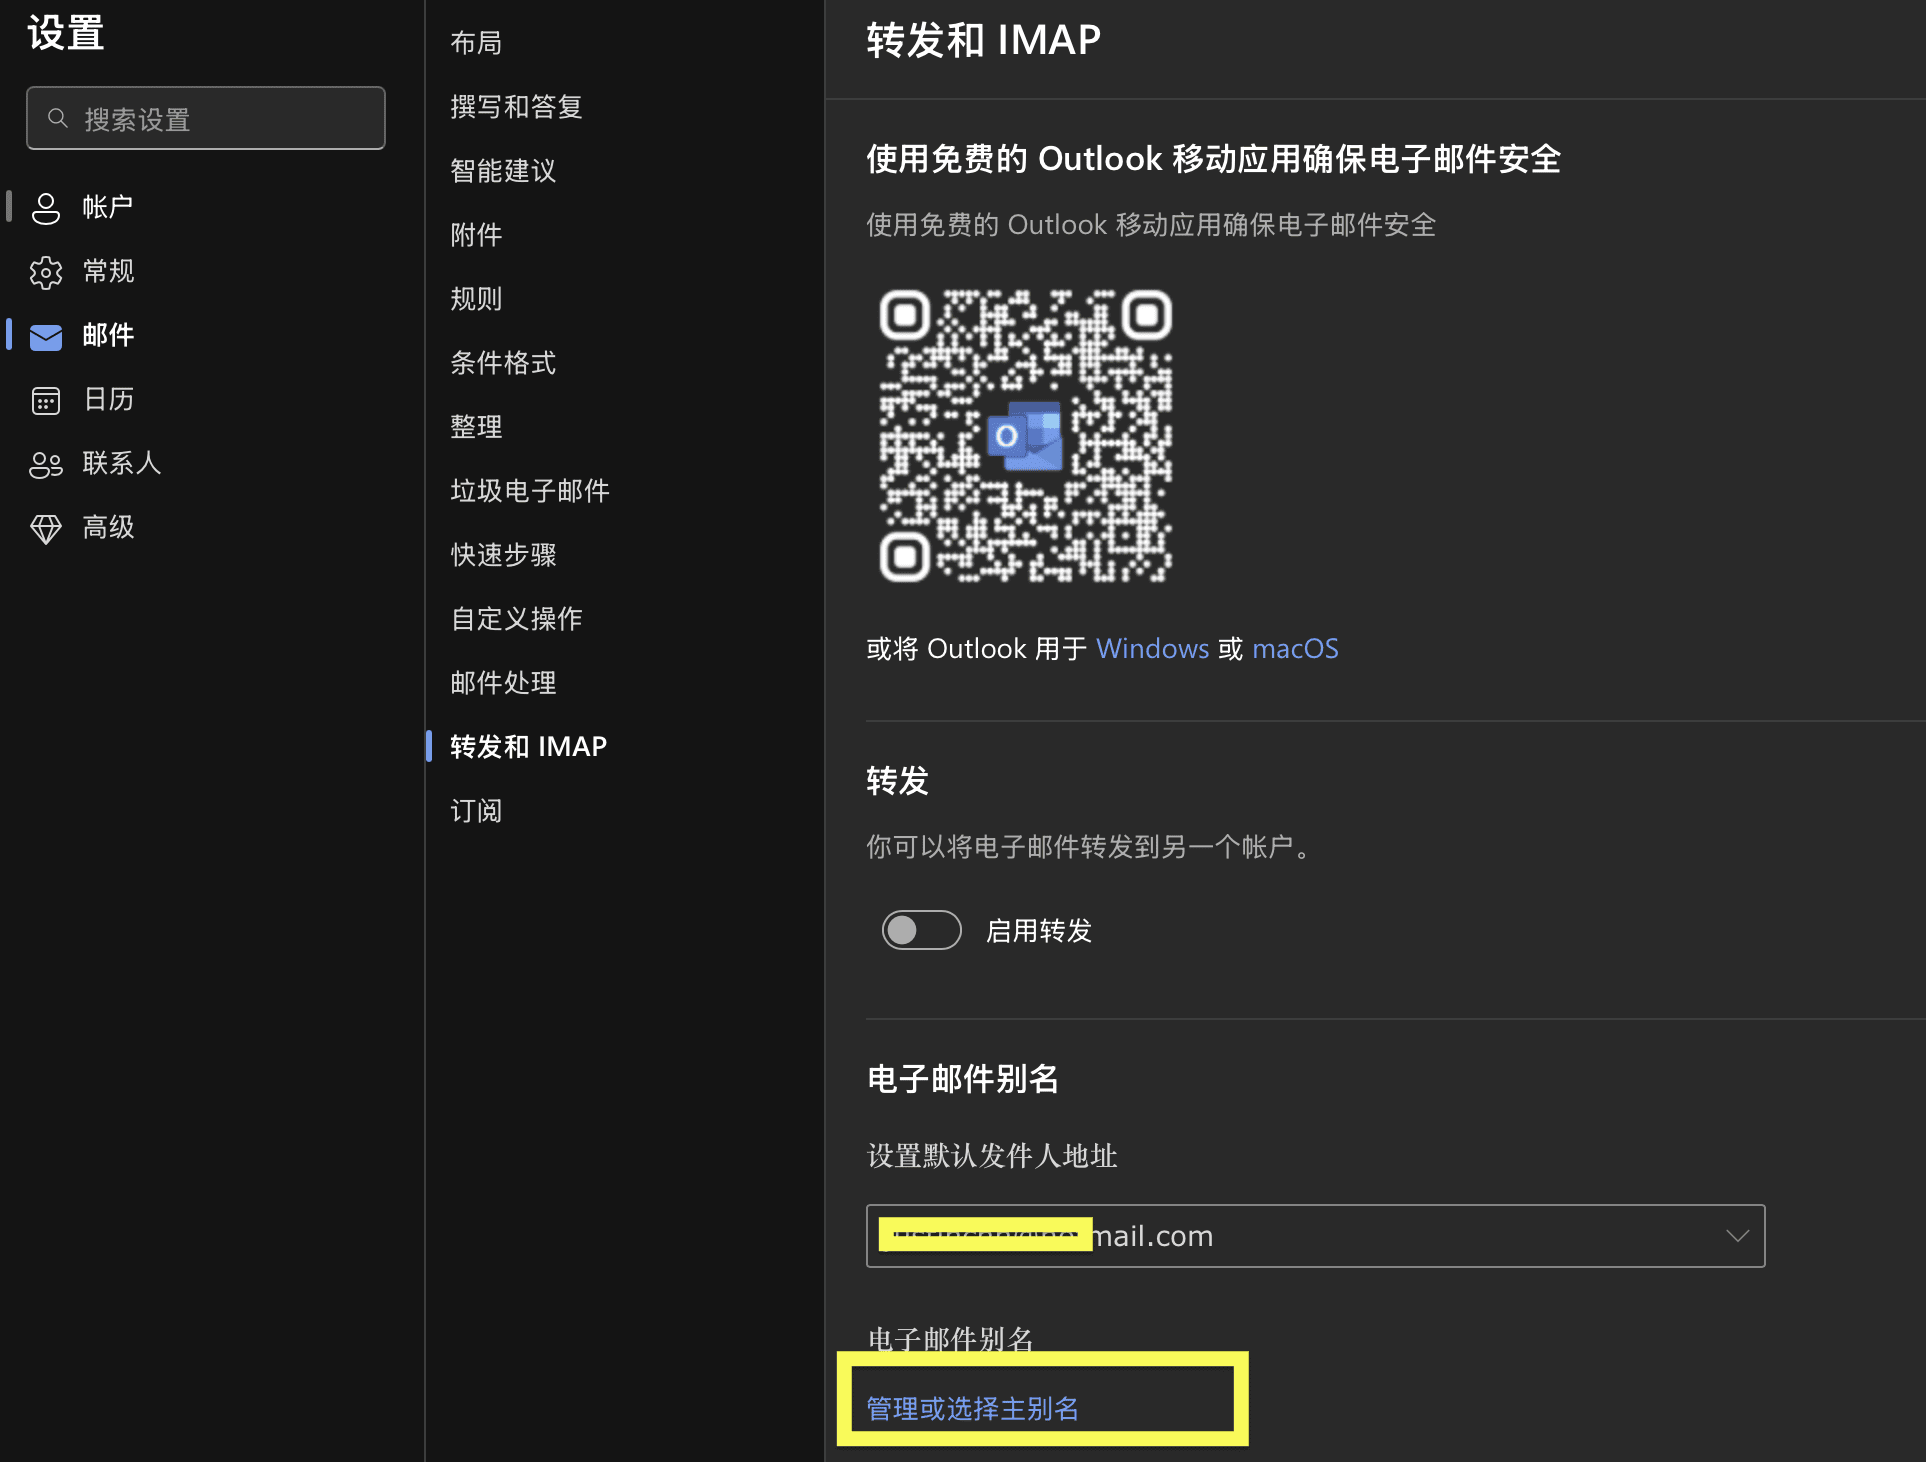 设置
搜索设置
帐户
常规
邮件
日历
联系人
高级
布局
撰写和答复
智能建议
附件
规则
条件格式
整理
垃圾电子邮件
快速步骤
自定义操作
邮件处理
转发和 IMAP
订阅
转发和 IMAP
使用免费的 Outlook 移动应用确保电子邮件安全
使用免费的 Outlook 移动应用确保电子邮件安全
或将 Outlook 用于 Windows 或 macOS
转发
你可以将电子邮件转发到另一个帐户。
启用转发
电子邮件别名
设置默认发件人地址
mail.com
电子邮件别名
管理或选择主别名